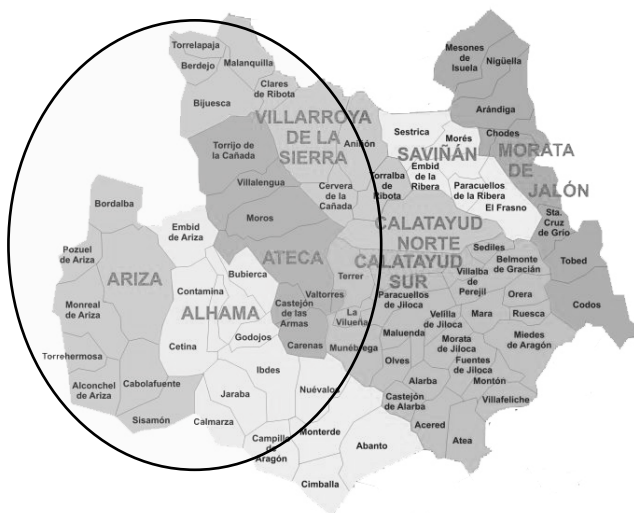 Mesones
de
Isuela
Nigüella
Torrelapaja
Malanquilla
Berdejo
Clares
de Ribota
Bijuesca
Arándiga
VILLARROYA
DE LA
SIERRA
Aniñón
Sestrica
Morés
Chodes
SAVIÑÁN
MORATA
DE
JALÓN
Torrijo de
la Cañada
Embid
de la
Ribera
Torralba
de
Ribota
Villalengua
Cervera
de la
Cañada
Paracuellos
de la Ribera
El Frasno
Bordalba
Moros
Sta.
Cruz
de Grío
Embid
de Ariza
CALATAYUD
NORTE
CALATAYUD
SUR
Pozuel
de Ariza
ATECA
Sediles
Belmonte
de Gracián
Tobed
Bubierca
Terrer
Villalba
de
Perejil
ARIZA
Contamina
Valtorres
Paracuellos
de Jiloca
Orera
Codos
Monreal
de Ariza
ALHAMA
Castejón
de las
Armas
La
Vilueña
Velilla
de Jiloca
Mara
Ruesca
Godojos
Carenas
Munébrega
Maluenda
Morata
de Jiloca
Miedes
de Aragón
Torrehermosa
Cetina
Ibdes
Olves
Fuentes
de Jiloca
Alconchel
de Ariza
Cabolafuente
Jaraba
Nuévalos
Alarba
Montón
Castejón
de Alarba
Villafeliche
Sisamón
Calmarza
Campillo
de
Aragón
Monterde
Abanto
Acered
Atea
Cimballa